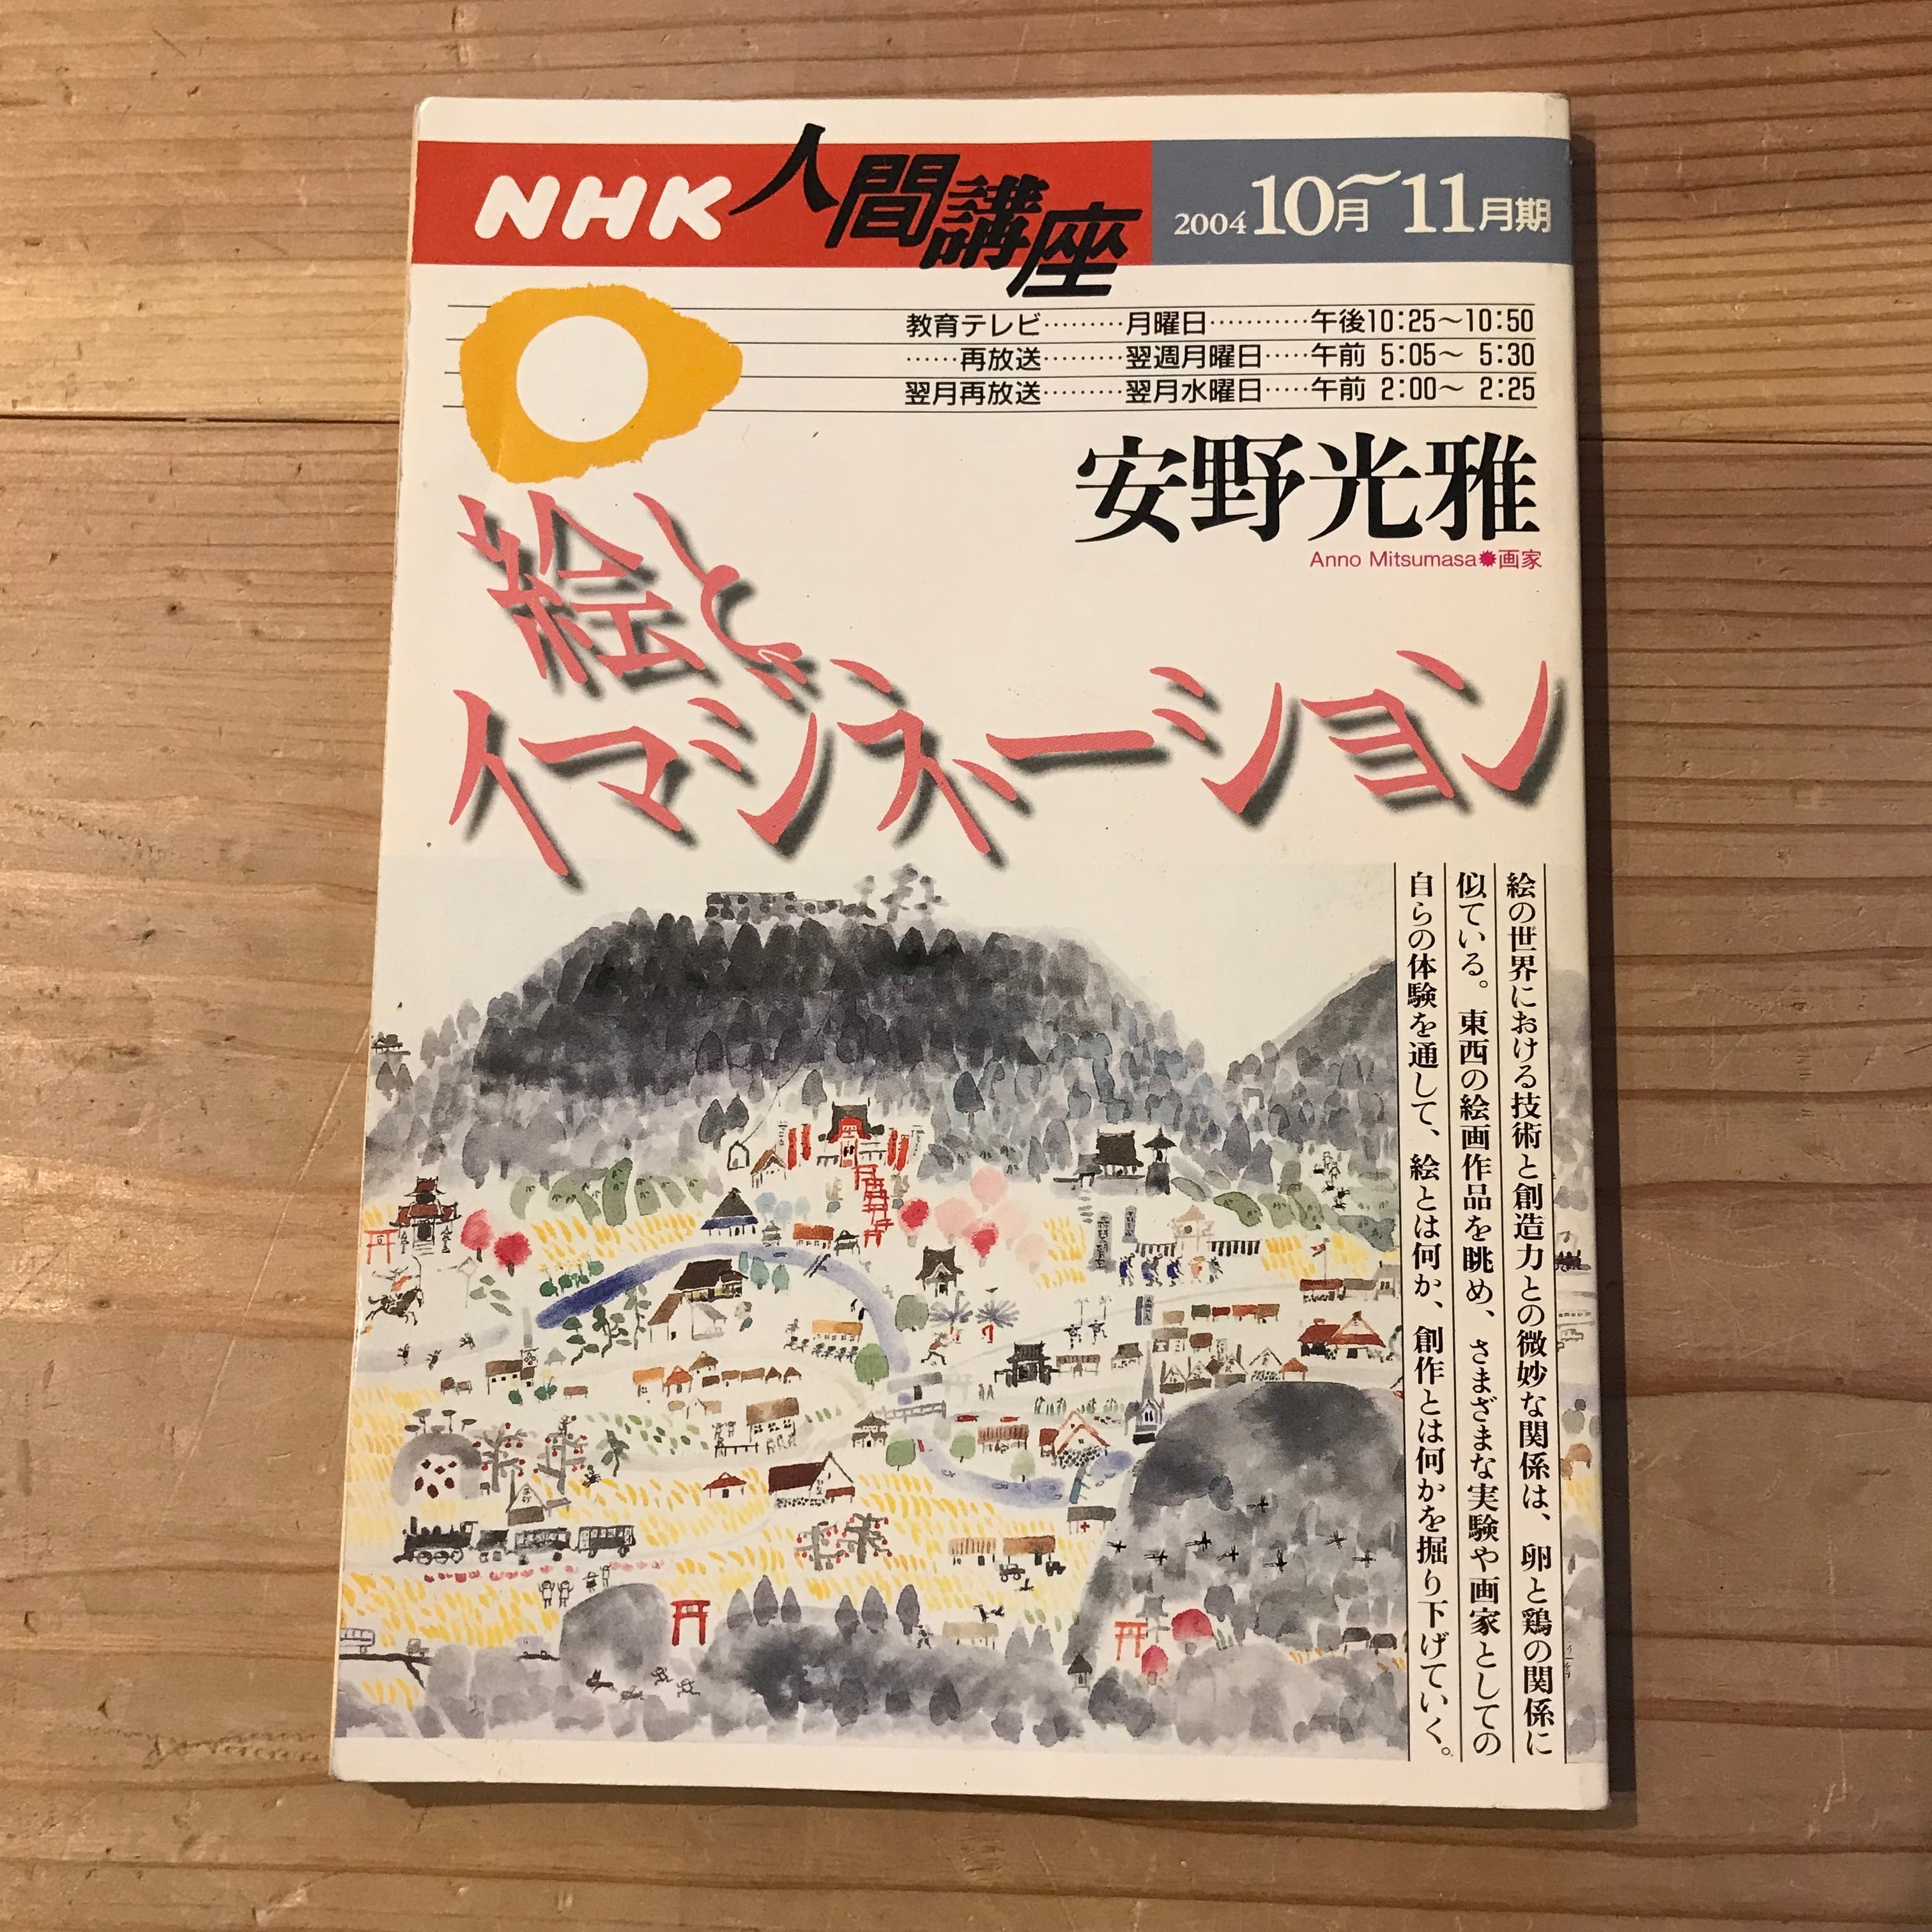 NHK人間講座
2004 10月〜11月期
教育テレビ………月曜日…………午後10:25〜10:50
……再放送………翌週月曜日……午前 5:05〜 5:30
翌月再放送………翌月水曜日……午前 2:00〜 2:25
安野光雅
Anno Mitsumasa✹画家
絵と
イマジネーション
絵の世界における技術と創造力との微妙な関係は、卵と鶏の関係に
似ている。東西の絵画作品を眺め、さまざまな実験や画家としての
自らの体験を通して、絵とは何か、創作とは何かを掘り下げていく。